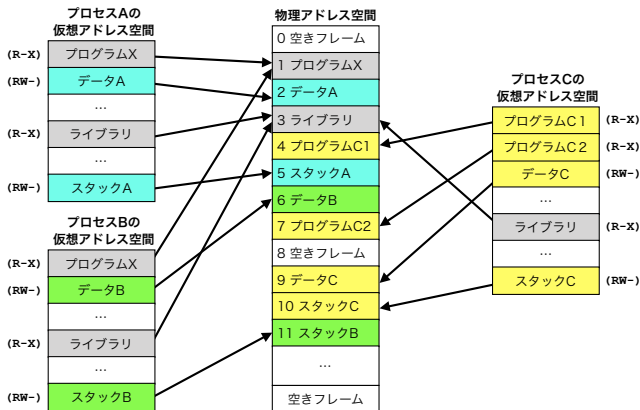 プロセスAの
仮想アドレス空間
(R-X) プログラムX
(RW-) データA
…
(R-X) ライブラリ
…
(RW-) スタックA
プロセスBの
仮想アドレス空間
(R-X) プログラムX
(RW-) データB
…
(R-X) ライブラリ
…
(RW-) スタックB
物理アドレス空間
0 空きフレーム
1 プログラムX
2 データA
3 ライブラリ
4 プログラムC1
5 スタックA
6 データB
7 プログラムC2
8 空きフレーム
9 データC
10 スタックC
11 スタックB
…
空きフレーム
プロセスCの
仮想アドレス空間
プログラムC1 (R-X)
プログラムC2 (R-X)
データC (RW-)
…
ライブラリ (R-X)
…
スタックC (RW-)